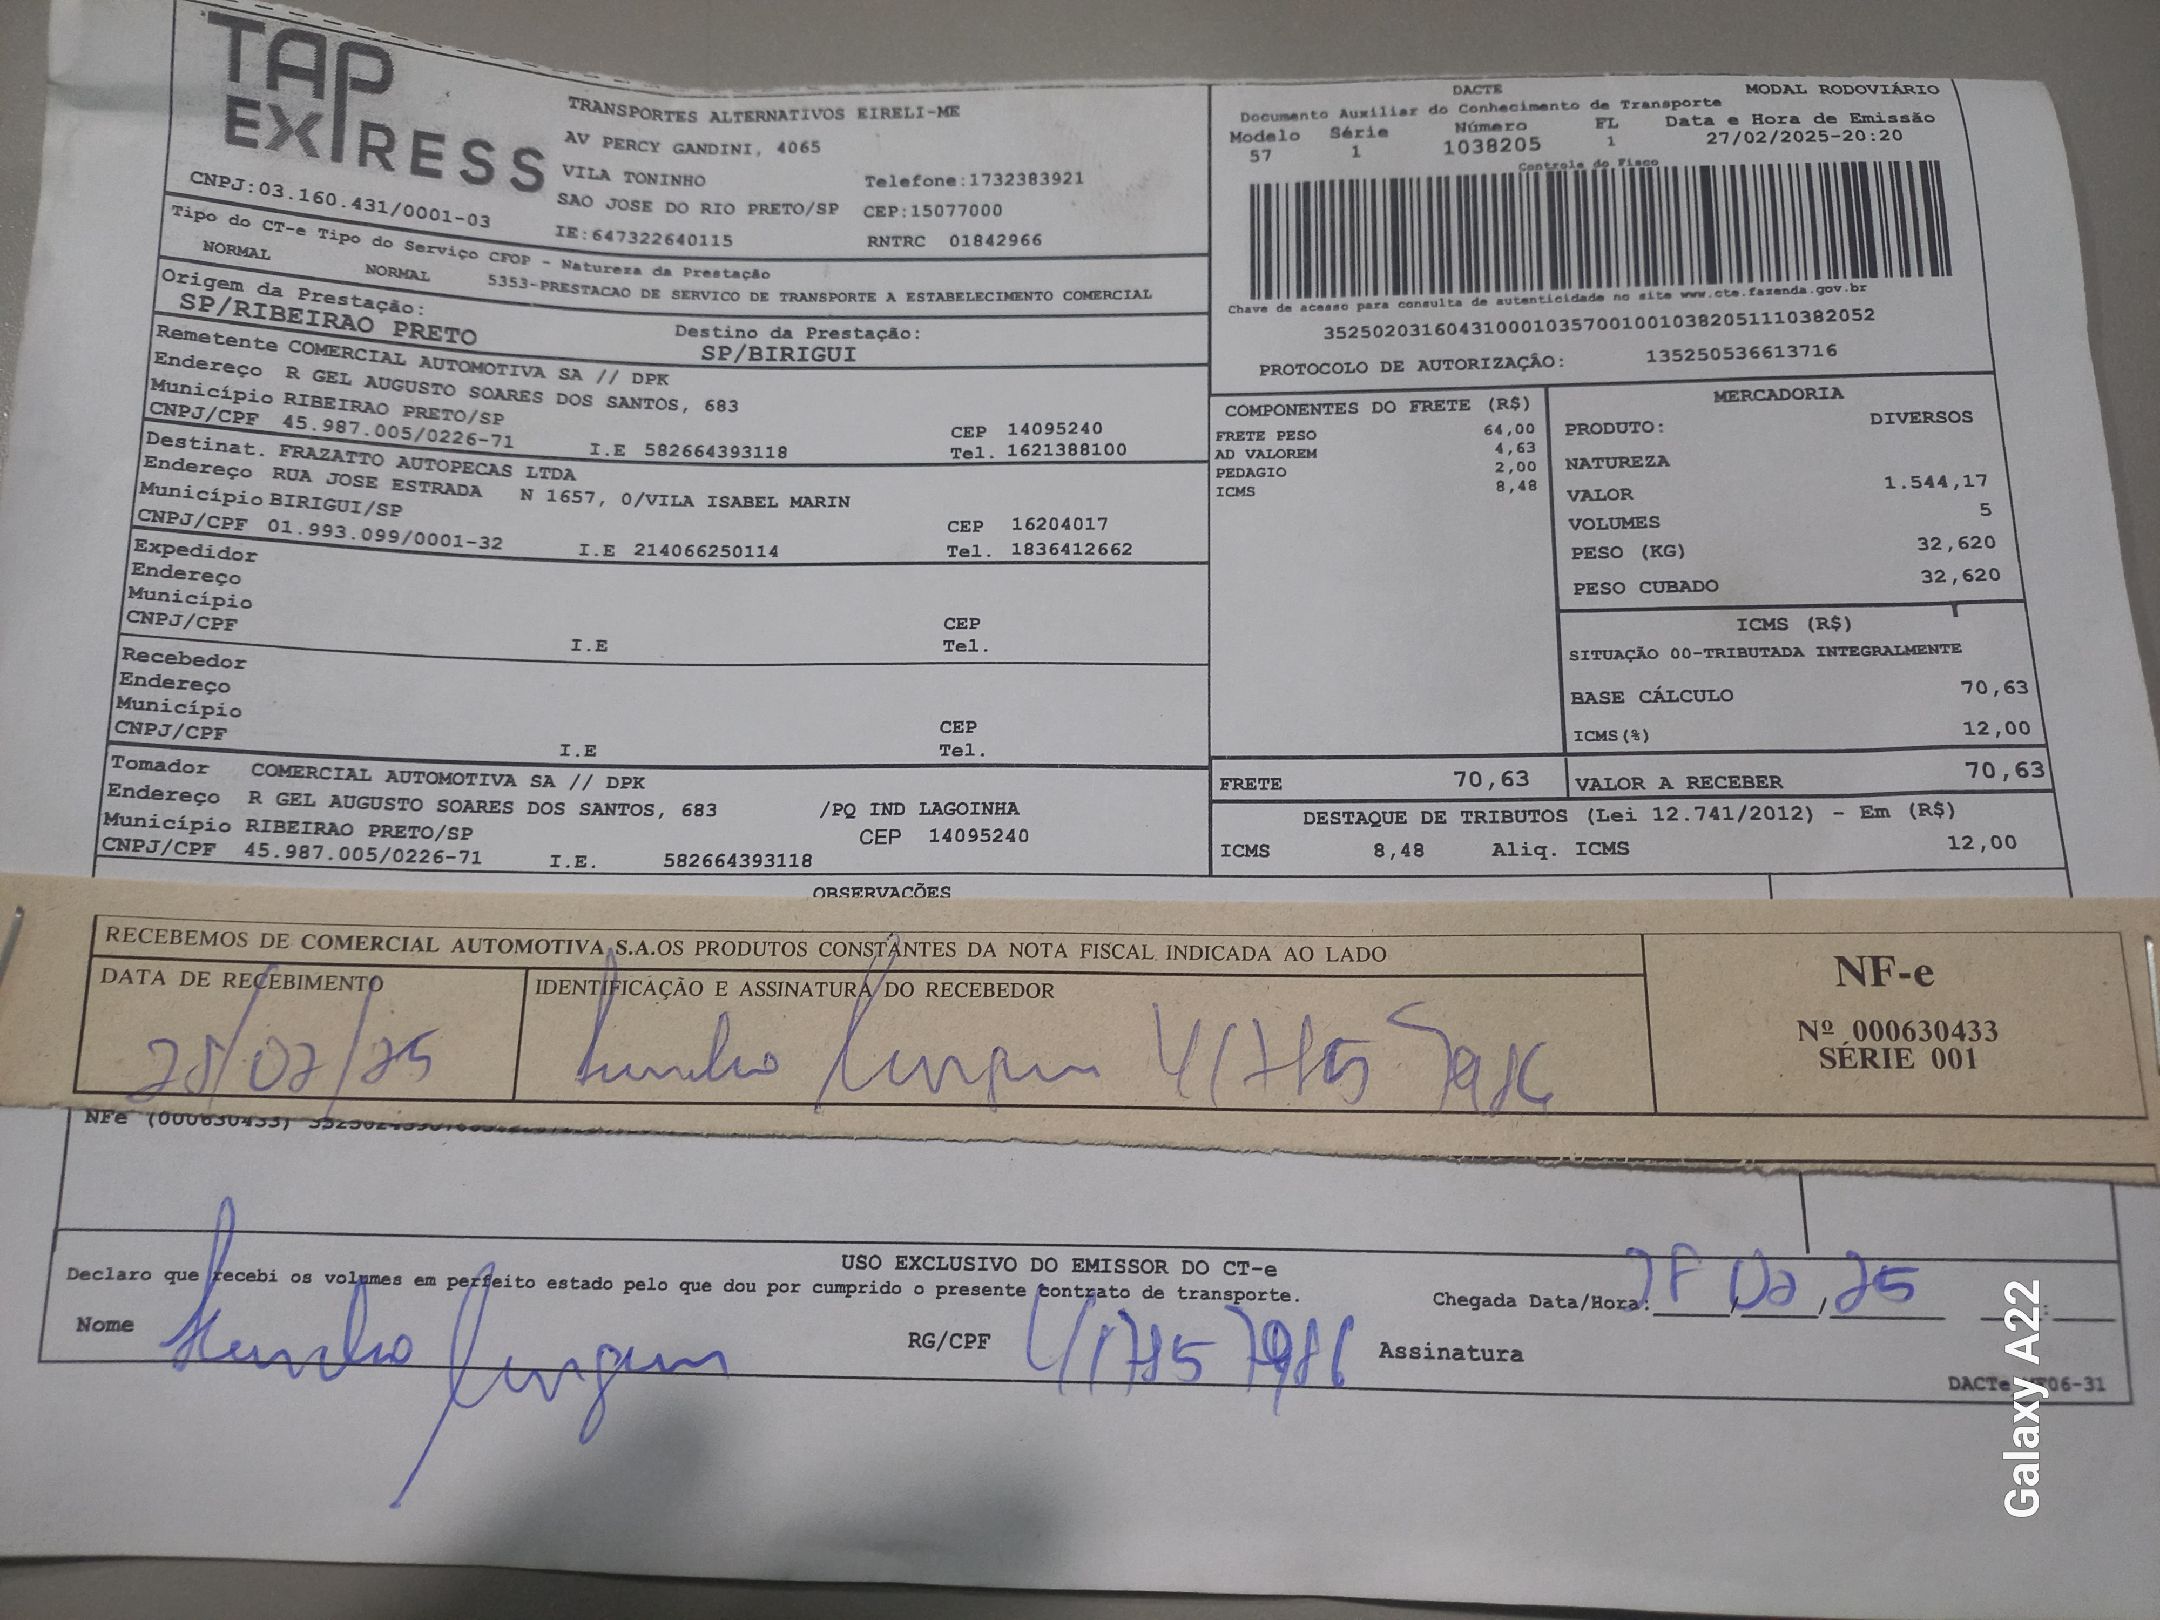 TAP
EXPRESS
CNPJ:03.160.431/0001-03
TRANSPORTES ALTERNATIVOS EIRELI-ME
AV PERCY GANDINI, 4065
VILA TONINHO Telefone:1732383921
SAO JOSE DO RIO PRETO/SP CEP:15077000
IE:647322640115 RNTRC 01842966
Tipo do CT-e Tipo do Serviço CFOP - Natureza da Prestação
NORMAL NORMAL 5353-PRESTACAO DE SERVICO DE TRANSPORTE A ESTABELECIMENTO COMERCIAL
Origem da Prestação: Destino da Prestação:
SP/RIBEIRAO PRETO SP/BIRIGUI
Remetente COMERCIAL AUTOMOTIVA SA // DPK
Endereço R GEL AUGUSTO SOARES DOS SANTOS, 683
Município RIBEIRAO PRETO/SP CEP 14095240
CNPJ/CPF 45.987.005/0226-71 I.E 582664393118 Tel. 1621388100
Destinat. FRAZATTO AUTOPECAS LTDA
Endereço RUA JOSE ESTRADA N 1657, 0/VILA ISABEL MARIN
Município BIRIGUI/SP CEP 16204017
CNPJ/CPF 01.993.099/0001-32 I.E 214066250114 Tel. 1836412662
Expedidor
Endereço
Município CEP
CNPJ/CPF I.E Tel.
Recebedor
Endereço
Município CEP
CNPJ/CPF I.E Tel.
Tomador COMERCIAL AUTOMOTIVA SA // DPK
Endereço R GEL AUGUSTO SOARES DOS SANTOS, 683 /PQ IND LAGOINHA
Município RIBEIRAO PRETO/SP CEP 14095240
CNPJ/CPF 45.987.005/0226-71 I.E. 582664393118
DACTE MODAL RODOVIÁRIO
Documento Auxiliar do Conhecimento de Transporte
Modelo Série Número FL Data e Hora de Emissão
57 1 1038205 1 27/02/2025-20:20
Controle do Fisco
Chave de acesso para consulta de autenticidade no site www.cte.fazenda.gov.br
35250203160431000103570010010382051110382052
PROTOCOLO DE AUTORIZAÇÃO: 135250536613716
COMPONENTES DO FRETE (R$)
FRETE PESO 64,00
AD VALOREM 4,63
PEDAGIO 2,00
ICMS 8,48
MERCADORIA
PRODUTO: DIVERSOS
NATUREZA
VALOR 1.544,17
VOLUMES 5
PESO (KG) 32,620
PESO CUBADO 32,620
ICMS (R$)
SITUAÇÃO 00-TRIBUTADA INTEGRALMENTE
BASE CÁLCULO 70,63
ICMS(%) 12,00
FRETE 70,63 VALOR A RECEBER 70,63
DESTAQUE DE TRIBUTOS (Lei 12.741/2012) - Em (R$)
ICMS 8,48 Aliq. ICMS 12,00
OBSERVAÇÕES
RECEBEMOS DE COMERCIAL AUTOMOTIVA S.A.OS PRODUTOS CONSTANTES DA NOTA FISCAL INDICADA AO LADO
DATA DE RECEBIMENTO IDENTIFICAÇÃO E ASSINATURA DO RECEBEDOR
28/02/25
NF-e
Nº 000630433
SÉRIE 001
NFe (000630433)
USO EXCLUSIVO DO EMISSOR DO CT-e
Declaro que recebi os volumes em perfeito estado pelo que dou por cumprido o presente contrato de transporte.
Chegada Data/Hora: 28 02 25
Nome RG/CPF Assinatura
Galaxy A22